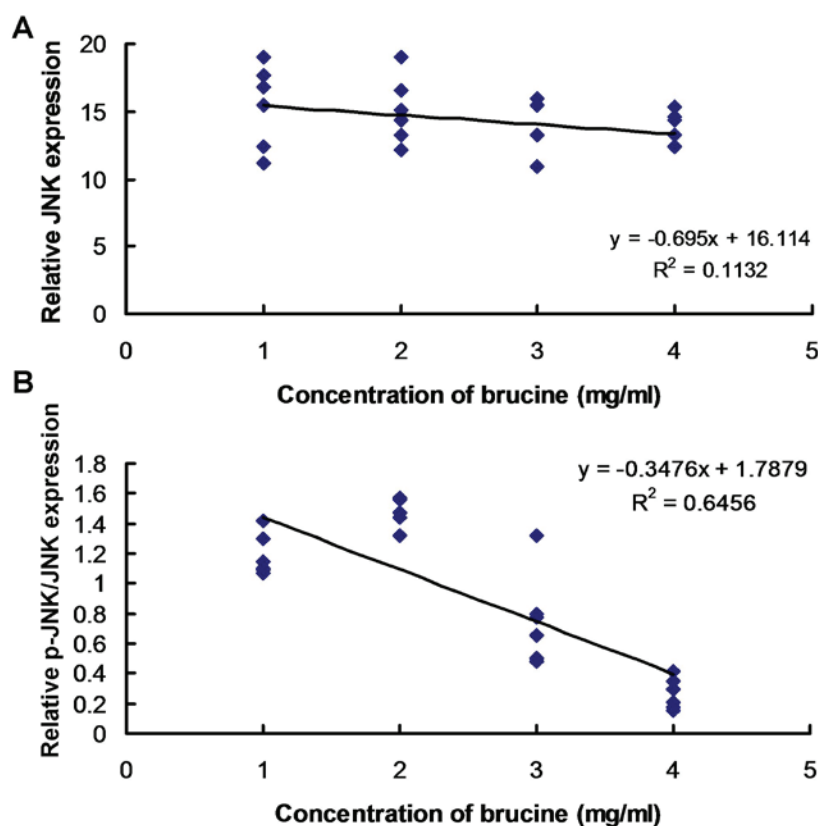 A
Relative JNK expression
20
15
10
5
0
y = -0.695x + 16.114
R² = 0.1132
0 1 2 3 4 5
Concentration of brucine (mg/ml)
B
Relative p-JNK/JNK expression
1.8
1.6
1.4
1.2
1
0.8
0.6
0.4
0.2
0
y = -0.3476x + 1.7879
R² = 0.6456
0 1 2 3 4 5
Concentration of brucine (mg/ml)